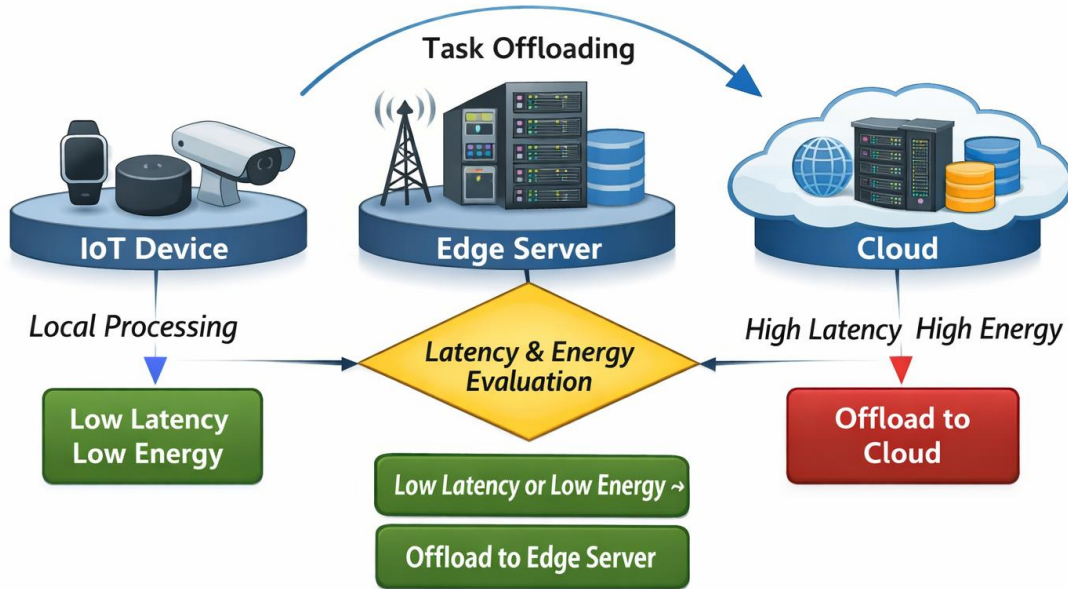 Task Offloading
IoT Device
Edge Server
Cloud
Local Processing
High Latency
High Energy
Latency & Energy
Evaluation
Low Latency
Low Energy
Offload to
Cloud
Low Latency or Low Energy →
Offload to Edge Server